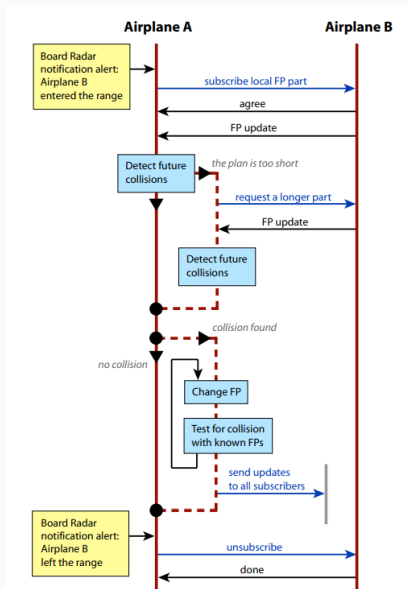 Airplane A
Airplane B
Board Radar
notification alert:
Airplane B
entered the range
subscribe local FP part
agree
FP update
Detect future
collisions
the plan is too short
request a longer part
FP update
Detect future
collisions
collision found
no collision
Change FP
Test for collision
with known FPs
send updates
to all subscribers
Board Radar
notification alert:
Airplane B
left the range
unsubscribe
done